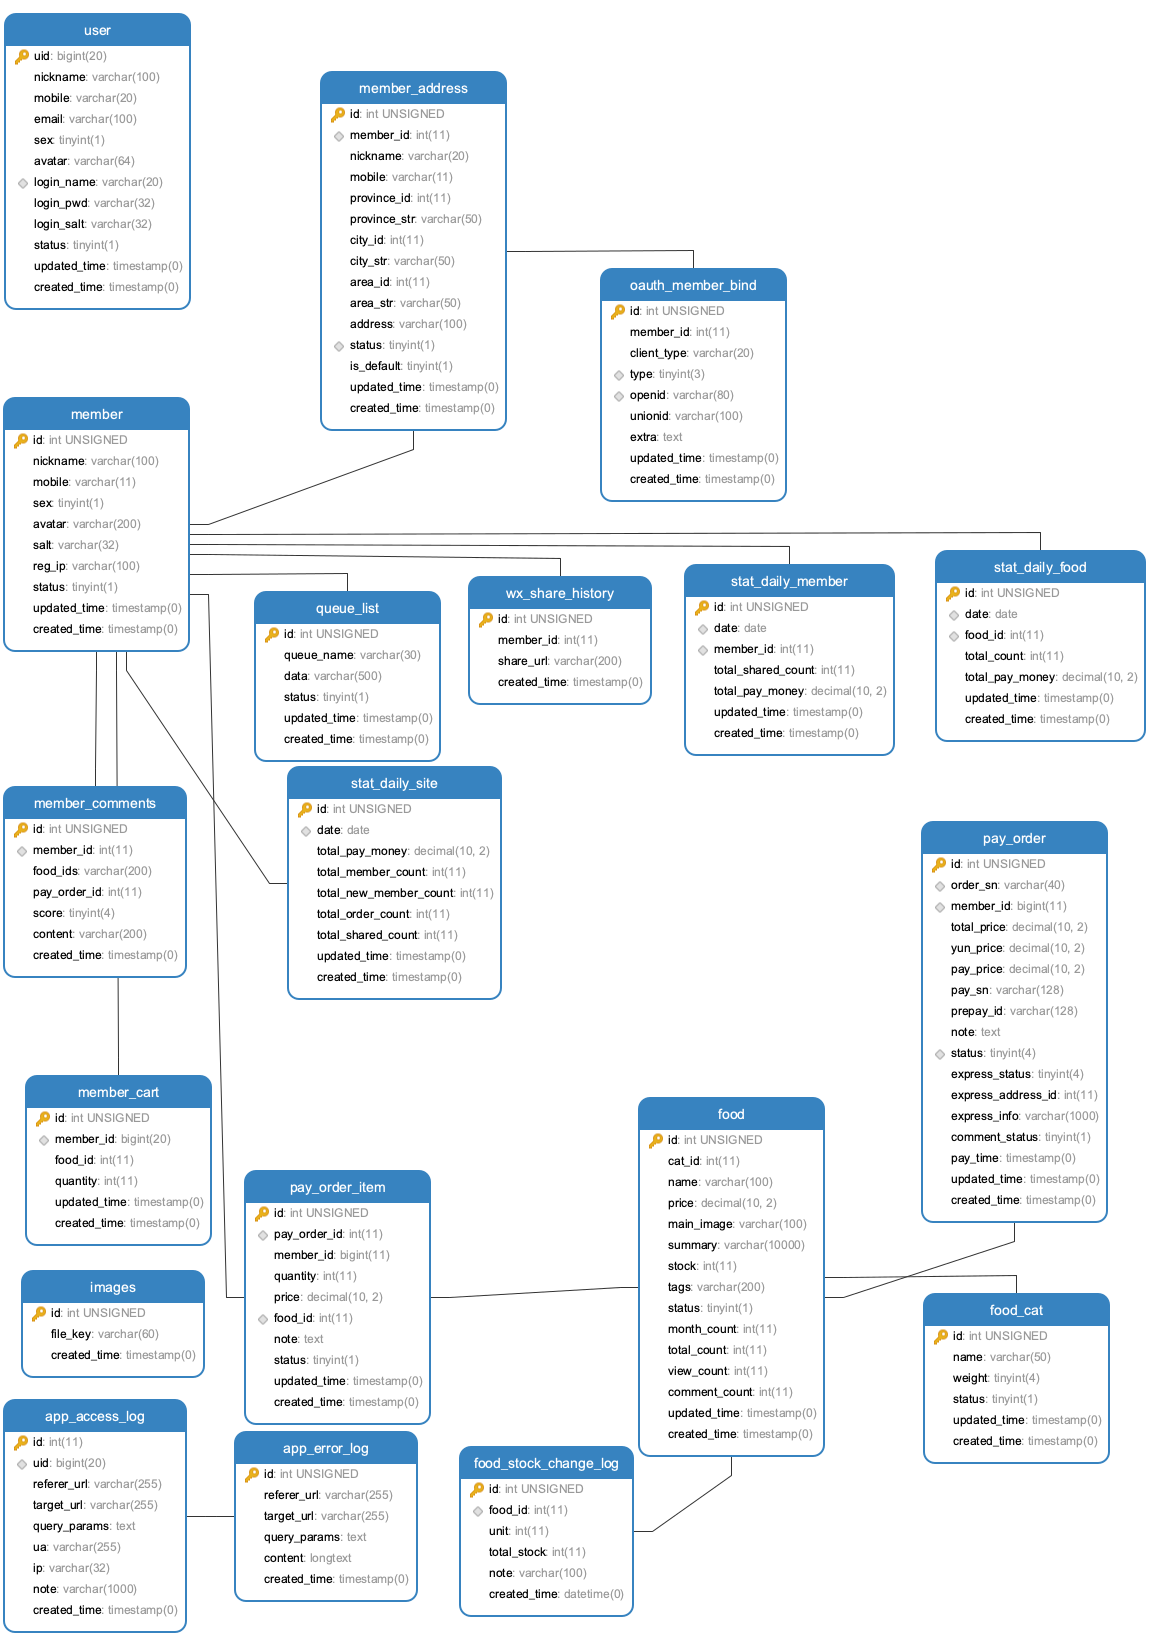 user
uid: bigint(20)
nickname: varchar(100)
mobile: varchar(20)
email: varchar(100)
sex: tinyint(1)
avatar: varchar(64)
login_name: varchar(20)
login_pwd: varchar(32)
login_salt: varchar(32)
status: tinyint(1)
updated_time: timestamp(0)
created_time: timestamp(0)
member_address
id: int UNSIGNED
member_id: int(11)
nickname: varchar(20)
mobile: varchar(11)
province_id: int(11)
province_str: varchar(50)
city_id: int(11)
city_str: varchar(50)
area_id: int(11)
area_str: varchar(50)
address: varchar(100)
status: tinyint(1)
is_default: tinyint(1)
updated_time: timestamp(0)
created_time: timestamp(0)
oauth_member_bind
id: int UNSIGNED
member_id: int(11)
client_type: varchar(20)
type: tinyint(3)
openid: varchar(80)
unionid: varchar(100)
extra: text
updated_time: timestamp(0)
created_time: timestamp(0)
member
id: int UNSIGNED
nickname: varchar(100)
mobile: varchar(11)
sex: tinyint(1)
avatar: varchar(200)
salt: varchar(32)
reg_ip: varchar(100)
status: tinyint(1)
updated_time: timestamp(0)
created_time: timestamp(0)
queue_list
id: int UNSIGNED
queue_name: varchar(30)
data: varchar(500)
status: tinyint(1)
updated_time: timestamp(0)
created_time: timestamp(0)
wx_share_history
id: int UNSIGNED
member_id: int(11)
share_url: varchar(200)
created_time: timestamp(0)
stat_daily_member
id: int UNSIGNED
date: date
member_id: int(11)
total_shared_count: int(11)
total_pay_money: decimal(10, 2)
updated_time: timestamp(0)
created_time: timestamp(0)
stat_daily_food
id: int UNSIGNED
date: date
food_id: int(11)
total_count: int(11)
total_pay_money: decimal(10, 2)
updated_time: timestamp(0)
created_time: timestamp(0)
member_comments
id: int UNSIGNED
member_id: int(11)
food_ids: varchar(200)
pay_order_id: int(11)
score: tinyint(4)
content: varchar(200)
created_time: timestamp(0)
stat_daily_site
id: int UNSIGNED
date: date
total_pay_money: decimal(10, 2)
total_member_count: int(11)
total_new_member_count: int(11)
total_order_count: int(11)
total_shared_count: int(11)
updated_time: timestamp(0)
created_time: timestamp(0)
pay_order
id: int UNSIGNED
order_sn: varchar(40)
member_id: bigint(11)
total_price: decimal(10, 2)
yun_price: decimal(10, 2)
pay_price: decimal(10, 2)
pay_sn: varchar(128)
prepay_id: varchar(128)
note: text
status: tinyint(4)
express_status: tinyint(4)
express_address_id: int(11)
express_info: varchar(1000)
comment_status: tinyint(1)
pay_time: timestamp(0)
updated_time: timestamp(0)
created_time: timestamp(0)
member_cart
id: int UNSIGNED
member_id: bigint(20)
food_id: int(11)
quantity: int(11)
updated_time: timestamp(0)
created_time: timestamp(0)
food
id: int UNSIGNED
cat_id: int(11)
name: varchar(100)
price: decimal(10, 2)
main_image: varchar(100)
summary: varchar(10000)
stock: int(11)
tags: varchar(200)
status: tinyint(1)
month_count: int(11)
total_count: int(11)
view_count: int(11)
comment_count: int(11)
updated_time: timestamp(0)
created_time: timestamp(0)
pay_order_item
id: int UNSIGNED
pay_order_id: int(11)
member_id: bigint(11)
quantity: int(11)
price: decimal(10, 2)
food_id: int(11)
note: text
status: tinyint(1)
updated_time: timestamp(0)
created_time: timestamp(0)
images
id: int UNSIGNED
file_key: varchar(60)
created_time: timestamp(0)
food_cat
id: int UNSIGNED
name: varchar(50)
weight: tinyint(4)
status: tinyint(1)
updated_time: timestamp(0)
created_time: timestamp(0)
app_access_log
id: int(11)
uid: bigint(20)
referer_url: varchar(255)
target_url: varchar(255)
query_params: text
ua: varchar(255)
ip: varchar(32)
note: varchar(1000)
created_time: timestamp(0)
app_error_log
id: int UNSIGNED
referer_url: varchar(255)
target_url: varchar(255)
query_params: text
content: longtext
created_time: timestamp(0)
food_stock_change_log
id: int UNSIGNED
food_id: int(11)
unit: int(11)
total_stock: int(11)
note: varchar(100)
created_time: datetime(0)